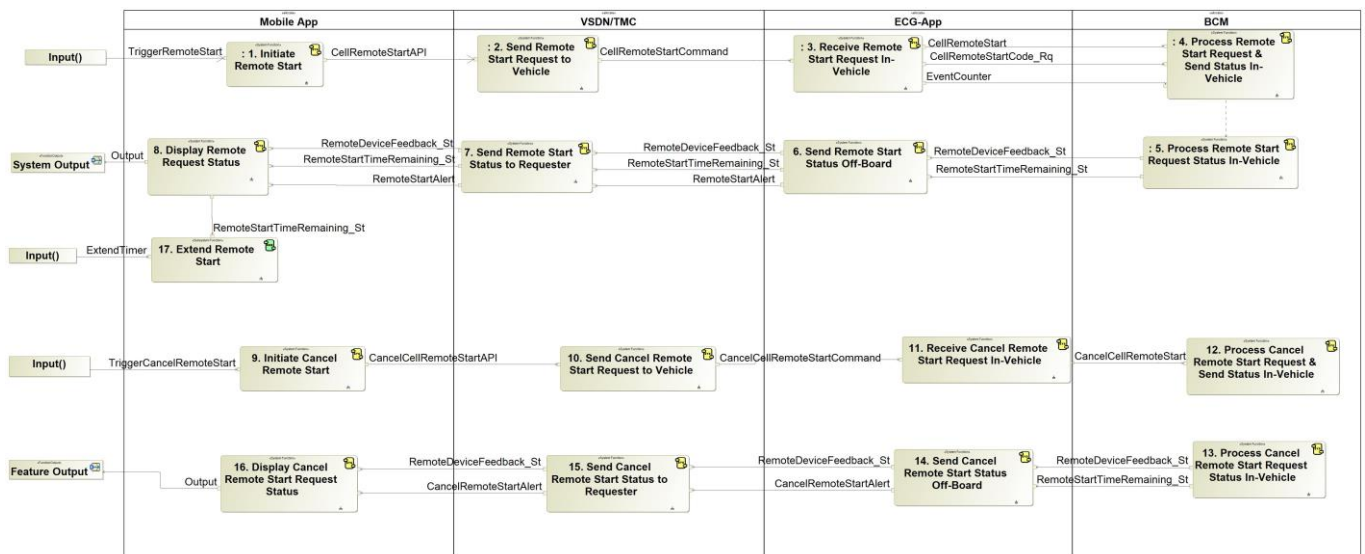 Mobile App
VSDN/TMC
ECG-App
BCM
Input()
TriggerRemoteStart
: 1. Initiate
Remote Start
CellRemoteStartAPI
: 2. Send Remote
Start Request to
Vehicle
CellRemoteStartCommand
: 3. Receive Remote
Start Request In-
Vehicle
CellRemoteStart
CellRemoteStartCode_Rq
EventCounter
: 4. Process Remote
Start Request &
Send Status In-
Vehicle
System Output
Output
8. Display Remote
Request Status
RemoteDeviceFeedback_St
RemoteStartTimeRemaining_St
RemoteStartAlert
7. Send Remote Start
Status to Requester
RemoteDeviceFeedback_St
RemoteStartTimeRemaining_St
RemoteStartAlert
6. Send Remote Start
Status Off-Board
RemoteDeviceFeedback_St
RemoteStartTimeRemaining_St
: 5. Process Remote Start
Request Status In-Vehicle
RemoteStartTimeRemaining_St
Input()
ExtendTimer
17. Extend Remote
Start
Input()
TriggerCancelRemoteStart
9. Initiate Cancel
Remote Start
CancelCellRemoteStartAPI
10. Send Cancel Remote
Start Request to Vehicle
CancelCellRemoteStartCommand
11. Receive Cancel Remote
Start Request In-Vehicle
CancelCellRemoteStart
12. Process Cancel
Remote Start Request &
Send Status In-Vehicle
Feature Output
Output
16. Display Cancel
Remote Start Request
Status
RemoteDeviceFeedback_St
CancelRemoteStartAlert
15. Send Cancel
Remote Start Status to
Requester
RemoteDeviceFeedback_St
CancelRemoteStartAlert
14. Send Cancel
Remote Start Status
Off-Board
RemoteDeviceFeedback_St
RemoteStartTimeRemaining_St
13. Process Cancel
Remote Start Request
Status In-Vehicle